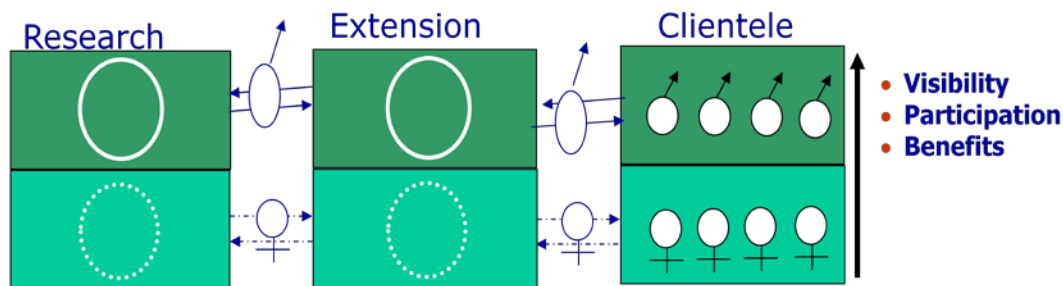 Research
Extension
Clientele
Visibility
Participation
Benefits